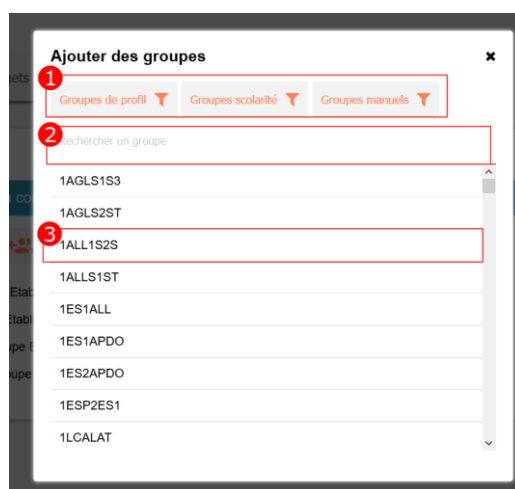 Ajouter des groupes ✖
1
Groupes de profil Groupes scolarité Groupes manuels
2
Rechercher un groupe
1AGLS1S3
1AGLS2ST
3
1ALL1S2S
1ALLS1ST
1ES1ALL
1ES1APDO
1ES2APDO
1ESP2ES1
1LCALAT